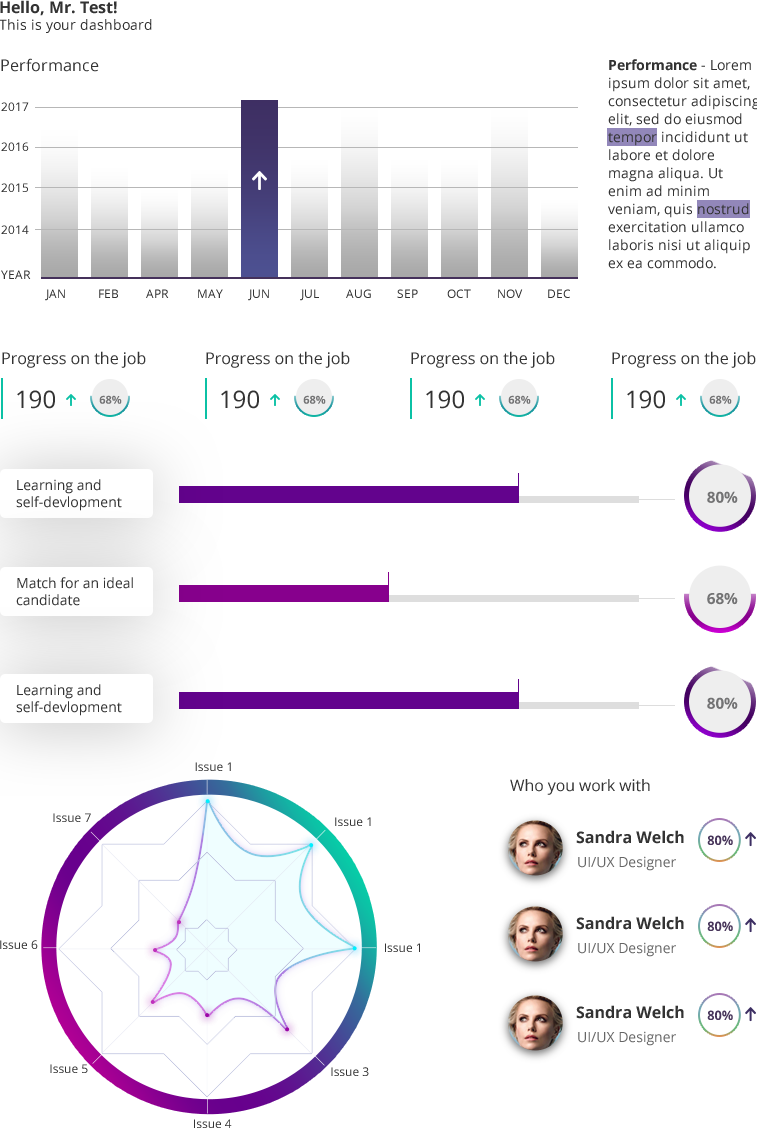 Hello, Mr. Test!
This is your dashboard
Performance
2017
2016
2015
2014
YEAR
JAN FEB APR MAY JUN JUL AUG SEP OCT NOV DEC
Performance - Lorem
ipsum dolor sit amet,
consectetur adipiscing
elit, sed do eiusmod
tempor incididunt ut
labore et dolore
magna aliqua. Ut
enim ad minim
veniam, quis nostrud
exercitation ullamco
laboris nisi ut aliquip
ex ea commodo.
Progress on the job
190 68%
Progress on the job
190 68%
Progress on the job
190 68%
Progress on the job
190 68%
Learning and
self-devlopment
80%
Match for an ideal
candidate
68%
Learning and
self-devlopment
80%
Issue 1
Issue 1
Issue 1
Issue 3
Issue 4
Issue 5
Issue 6
Issue 7
Who you work with
Sandra Welch
UI/UX Designer
80%
Sandra Welch
UI/UX Designer
80%
Sandra Welch
UI/UX Designer
80%